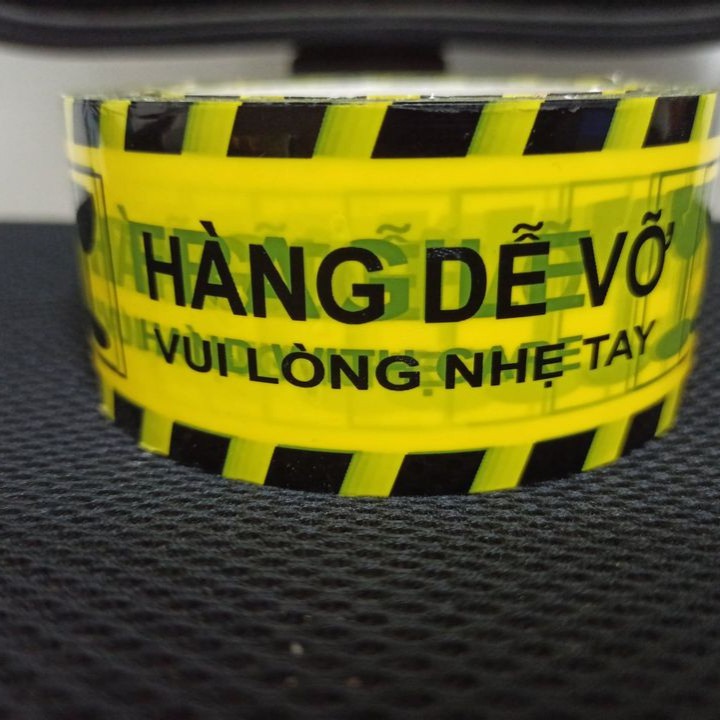 HÀNG DỄ VỠ
VUI LÒNG NHẸ TAY